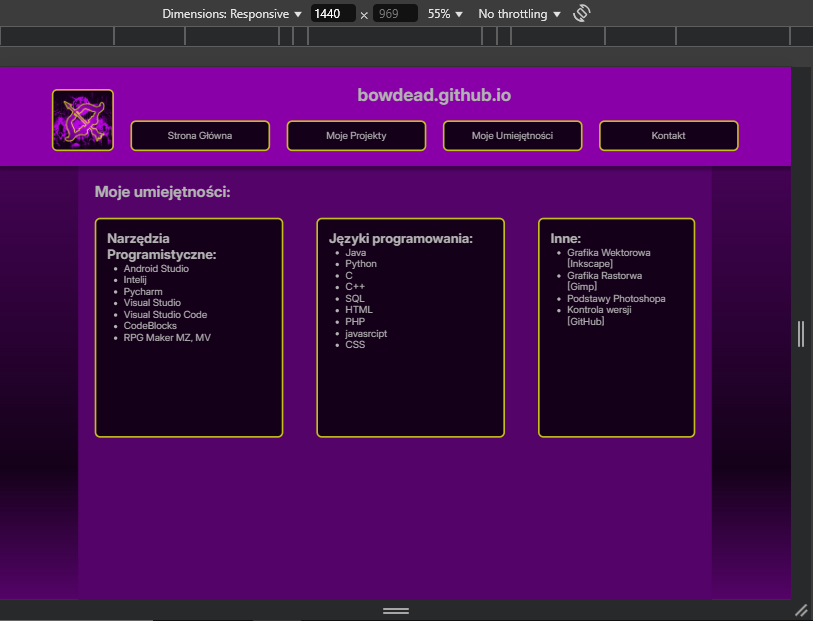 Dimensions: Responsive 1440 × 969 55% No throttling
bowdead.github.io
Strona Główna
Moje Projekty
Moje Umiejętności
Kontakt
Moje umiejętności:
Narzędzia
Programistyczne:
Android Studio
Intelij
Pycharm
Visual Studio
Visual Studio Code
CodeBlocks
RPG Maker MZ, MV
Języki programowania:
Java
Python
C
C++
SQL
HTML
PHP
javasrcipt
CSS
Inne:
Grafika Wektorowa
[Inkscape]
Grafika Rastorwa
[Gimp]
Podstawy Photoshopa
Kontrola wersji
[GitHub]